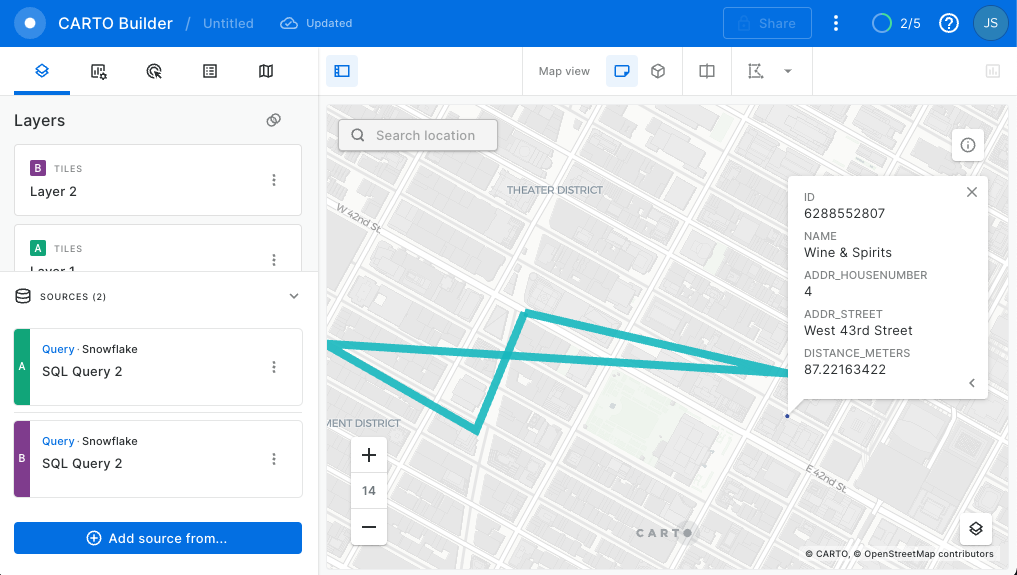 CARTO Builder / Untitled Updated Share 2/5 JS
Map view
Layers
B TILES
Layer 2
A TILES
Layer 1
SOURCES (2)
A
Query · Snowflake
SQL Query 2
B
Query · Snowflake
SQL Query 2
Add source from...
Search location
THEATER DISTRICT
W 42nd St.
MENT DISTRICT
E 42nd St.
ID
6288552807
NAME
Wine & Spirits
ADDR_HOUSENUMBER
4
ADDR_STREET
West 43rd Street
DISTANCE_METERS
87.22163422
14
CARTO
© CARTO, © OpenStreetMap contributors